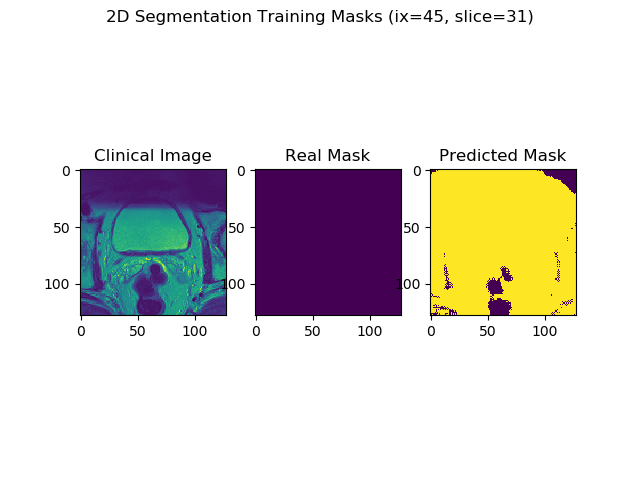 2D Segmentation Training Masks (ix=45, slice=31)
Clinical Image Real Mask Predicted Mask
0 0 0
50 50 50
100 100 100
0 50 100 0 50 100 0 50 100